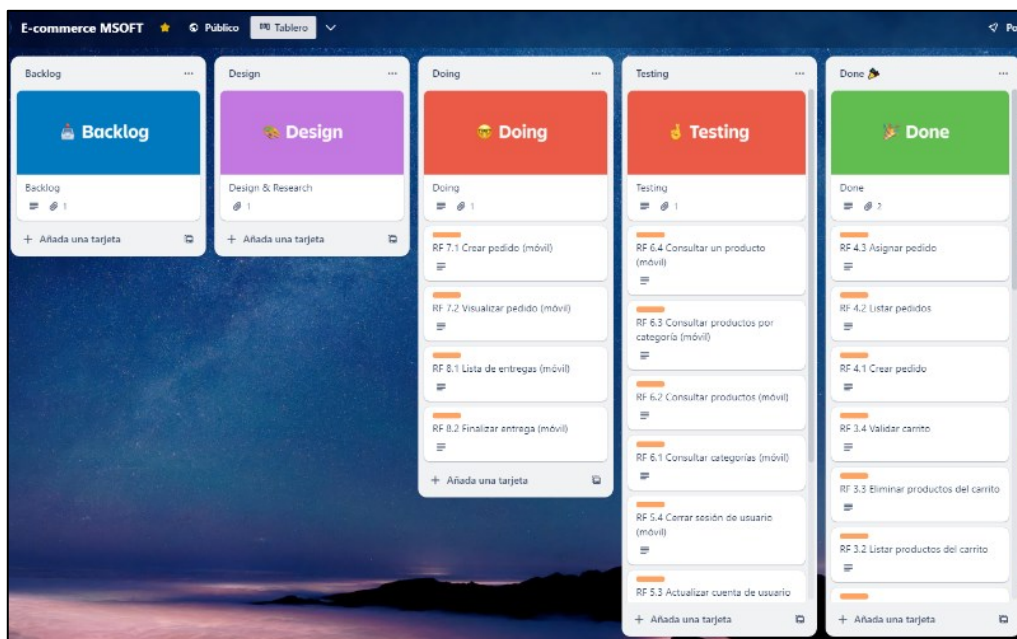 E-commerce MSOFT
Público
Tablero
Po
Backlog
Backlog
Backlog
1
Añada una tarjeta
Design
Design
Design & Research
1
Añada una tarjeta
Doing
Doing
Doing
1
RF 7.1 Crear pedido (móvil)
RF 7.2 Visualizar pedido (móvil)
RF 8.1 Lista de entregas (móvil)
RF 8.2 Finalizar entrega (móvil)
Añada una tarjeta
Testing
Testing
Testing
1
RF 6.4 Consultar un producto
(móvil)
RF 6.3 Consultar productos por
categoría (móvil)
RF 6.2 Consultar productos (móvil)
RF 6.1 Consultar categorías (móvil)
RF 5.4 Cerrar sesión de usuario
(móvil)
RF 5.3 Actualizar cuenta de usuario
Añada una tarjeta
Done
Done
Done
2
RF 4.3 Asignar pedido
RF 4.2 Listar pedidos
RF 4.1 Crear pedido
RF 3.4 Validar carrito
RF 3.3 Eliminar productos del carrito
RF 3.2 Listar productos del carrito
Añada una tarjeta